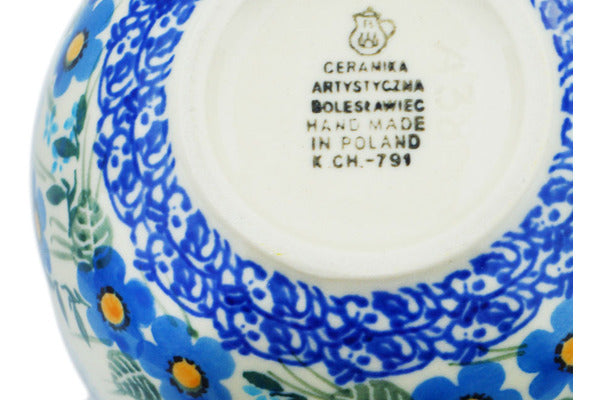 CERAMIKA
ARTYSTYCZNA
BOLESŁAWIEC
HAND MADE
IN POLAND
K CH.-791